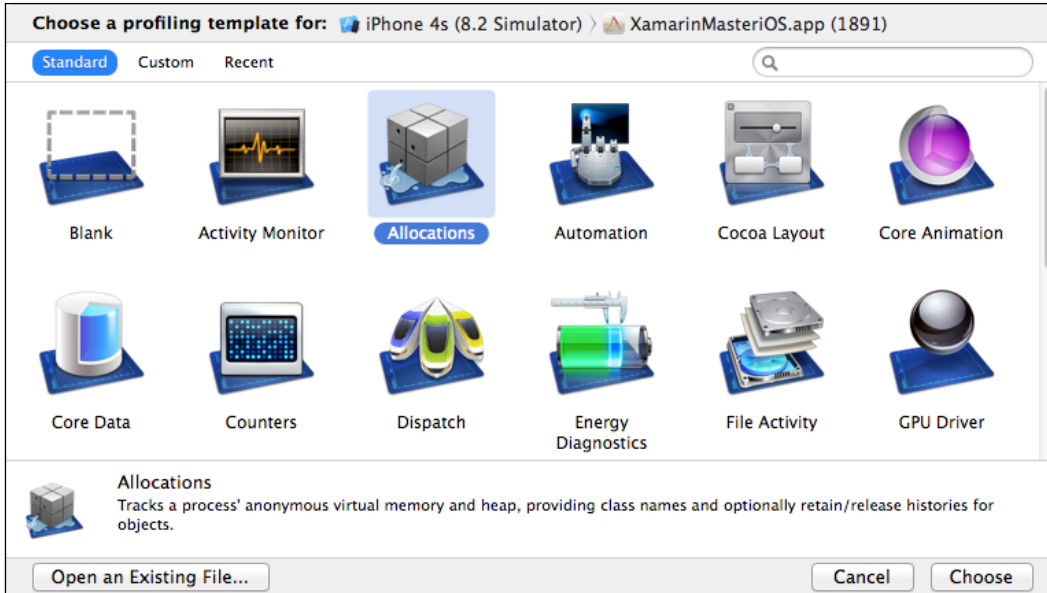 Choose a profiling template for: iPhone 4s (8.2 Simulator) 〉 XamarinMasteriOS.app (1891)
Standard Custom Recent
Blank Activity Monitor Allocations Automation Cocoa Layout Core Animation
Core Data Counters Dispatch Energy Diagnostics File Activity GPU Driver
Allocations
Tracks a process' anonymous virtual memory and heap, providing class names and optionally retain/release histories for
objects.
Open an Existing File... Cancel Choose